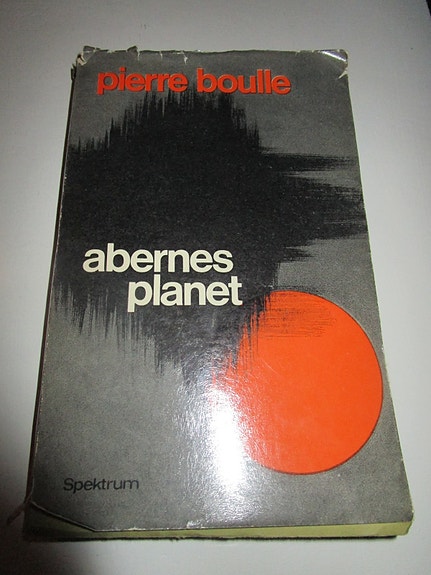 pierre boulle
abernes
planet
Spektrum